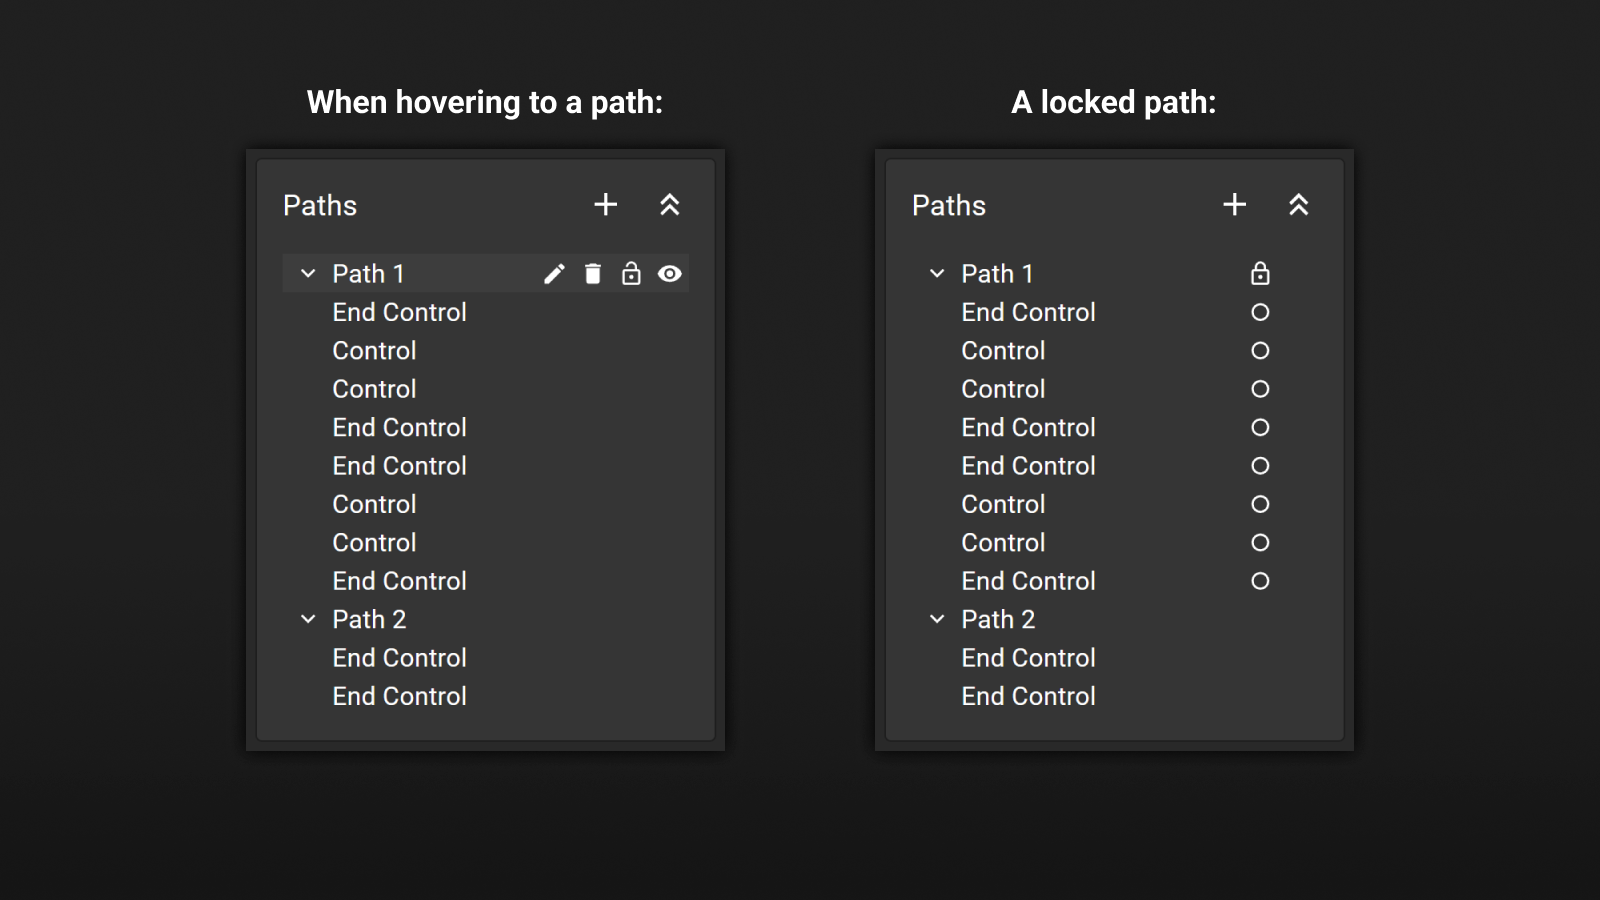 When hovering to a path:
Paths
Path 1
End Control
Control
Control
End Control
End Control
Control
Control
End Control
Path 2
End Control
End Control
A locked path:
Paths
Path 1
End Control
Control
Control
End Control
End Control
Control
Control
End Control
Path 2
End Control
End Control